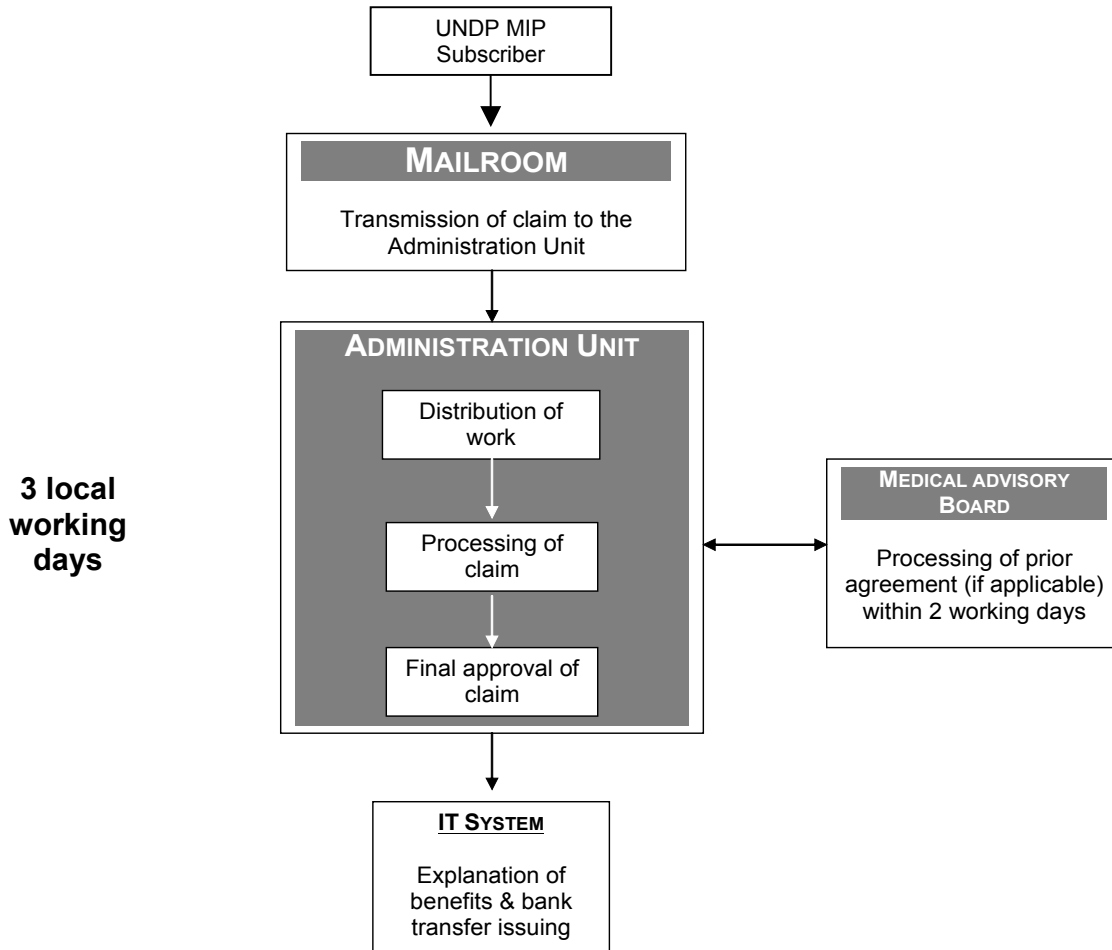 UNDP MIP
Subscriber
MAILROOM
Transmission of claim to the
Administration Unit
ADMINISTRATION UNIT
Distribution of
work
Processing of
claim
Final approval of
claim
3 local
working
days
MEDICAL ADVISORY
BOARD
Processing of prior
agreement (if applicable)
within 2 working days
IT SYSTEM
Explanation of
benefits & bank
transfer issuing